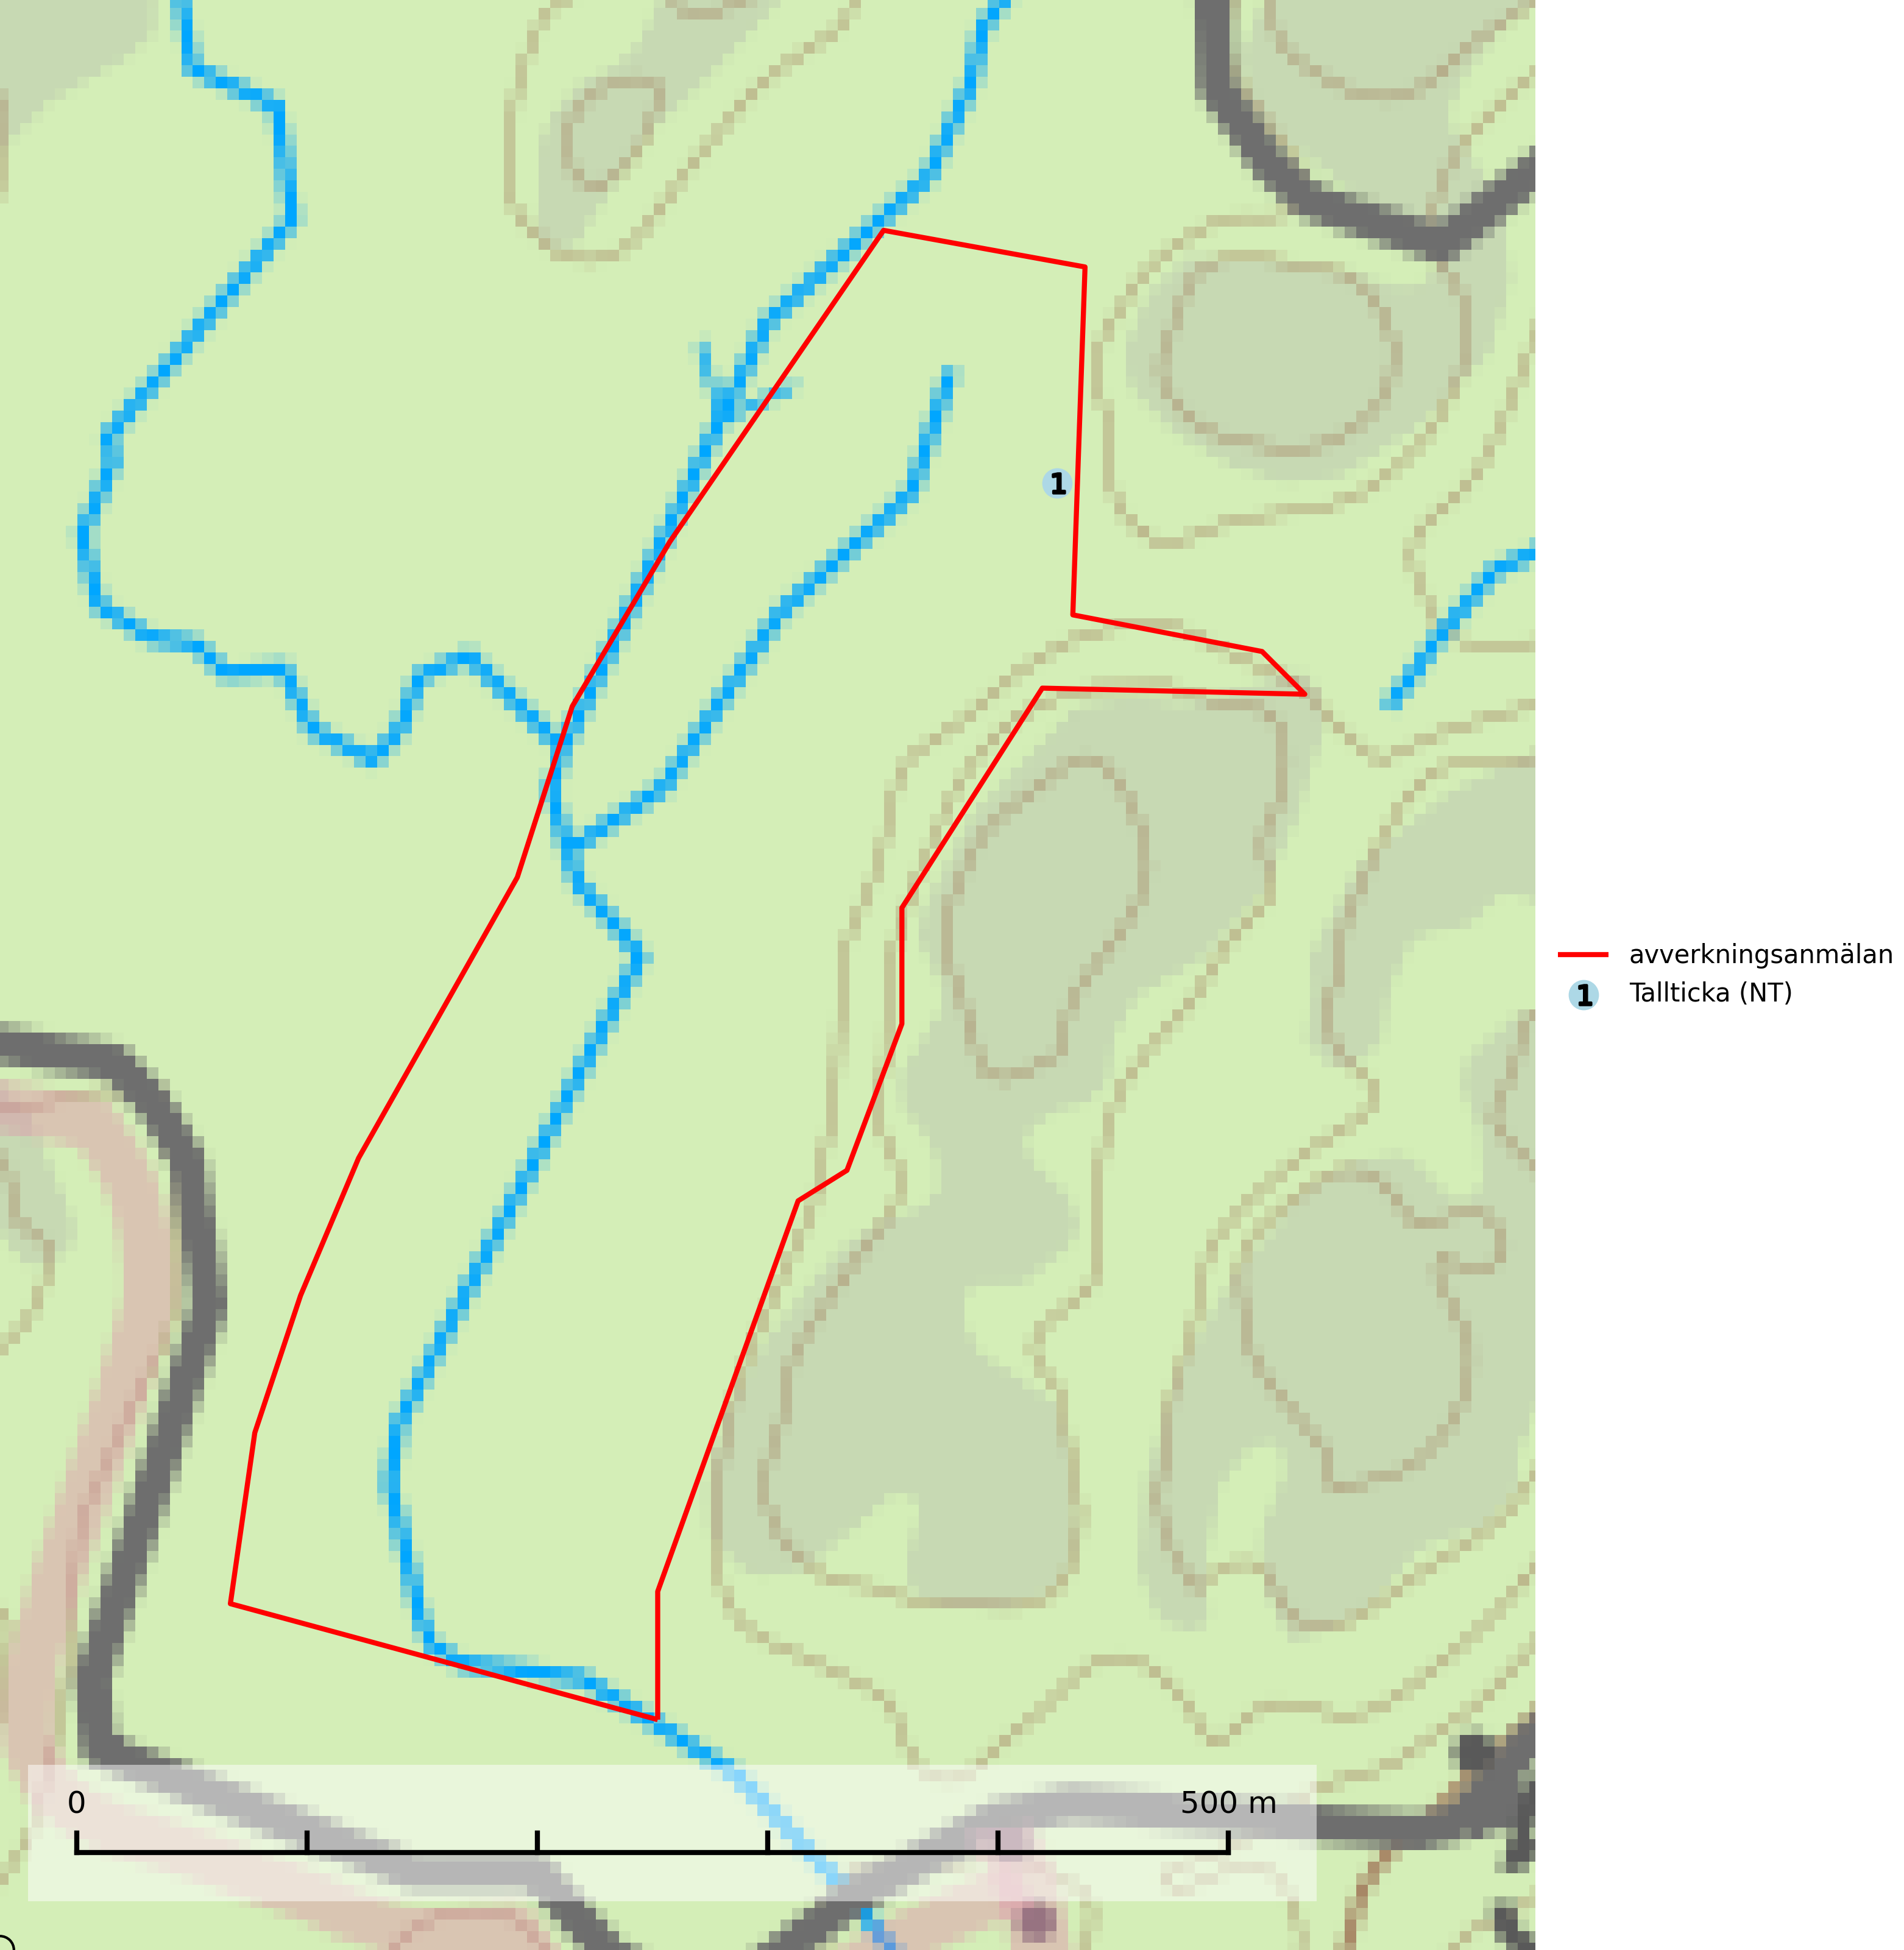 1
avverkningsanmälan
1 Tallticka (NT)
0 500 m